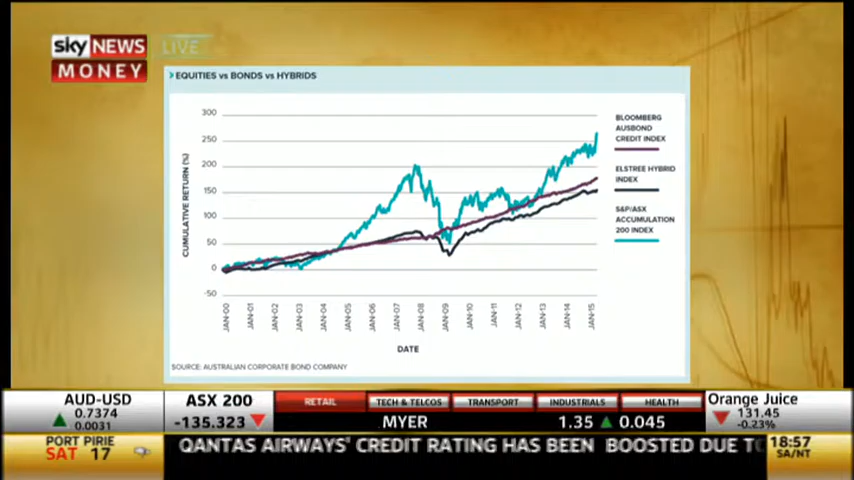 sky NEWS LIVE
MONEY
EQUITIES vs BONDS vs HYBRIDS
CUMULATIVE RETURN (%)
300
250
200
150
100
50
0
-50
JAN-00 JAN-01 JAN-02 JAN-03 JAN-04 JAN-05 JAN-06 JAN-07 JAN-08 JAN-09 JAN-10 JAN-11 JAN-12 JAN-13 JAN-14 JAN-15
DATE
BLOOMBERG
AUSBOND
CREDIT INDEX
ELSTREE HYBRID
INDEX
S&P/ASX
ACCUMULATION
200 INDEX
SOURCE: AUSTRALIAN CORPORATE BOND COMPANY
AUD-USD
0.7374
0.0031
ASX 200
-135.323
RETAIL TECH & TELCOS TRANSPORT INDUSTRIALS HEALTH
MYER 1.35 0.045
Orange Juice
131.45
-0.23%
PORT PIRIE
SAT 17
QANTAS AIRWAYS' CREDIT RATING HAS BEEN BOOSTED DUE TO
18:57
SA/NT